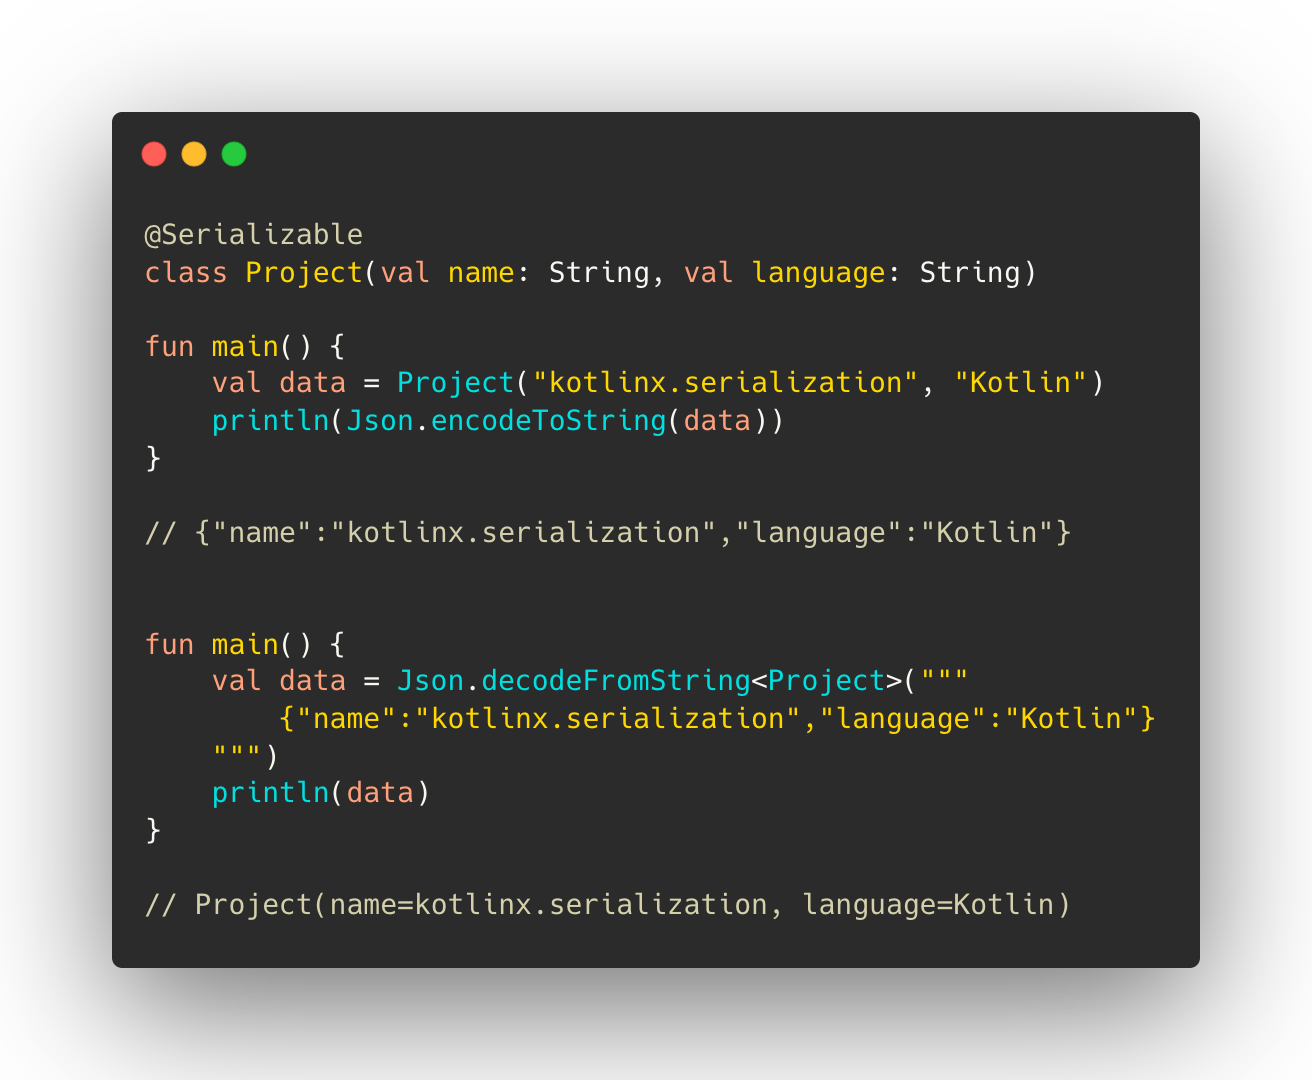 @Serializable
class Project(val name: String, val language: String)

fun main() {
    val data = Project("kotlinx.serialization", "Kotlin")
    println(Json.encodeToString(data))
}

// {"name":"kotlinx.serialization","language":"Kotlin"}


fun main() {
    val data = Json.decodeFromString<Project>("""
        {"name":"kotlinx.serialization","language":"Kotlin"}
    """)
    println(data)
}

// Project(name=kotlinx.serialization, language=Kotlin)